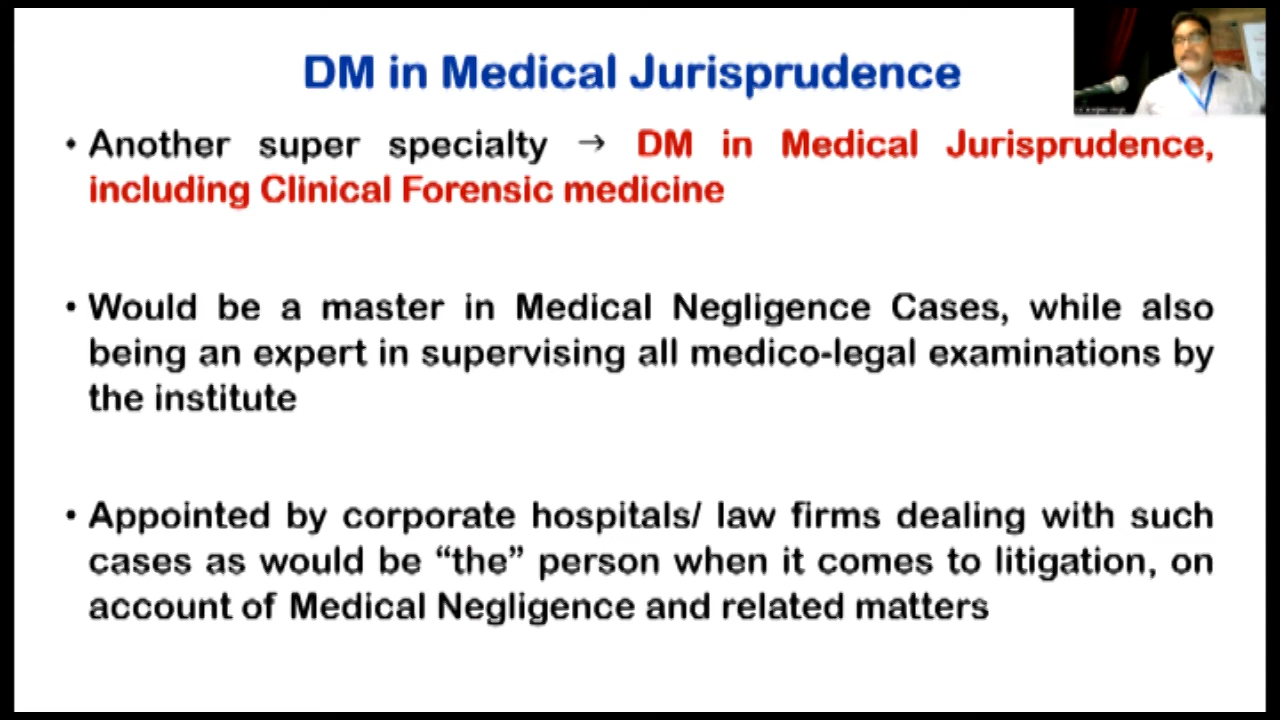 DM in Medical Jurisprudence
• Another super specialty → DM in Medical Jurisprudence,
including Clinical Forensic medicine
• Would be a master in Medical Negligence Cases, while also
being an expert in supervising all medico-legal examinations by
the institute
• Appointed by corporate hospitals/ law firms dealing with such
cases as would be “the” person when it comes to litigation, on
account of Medical Negligence and related matters